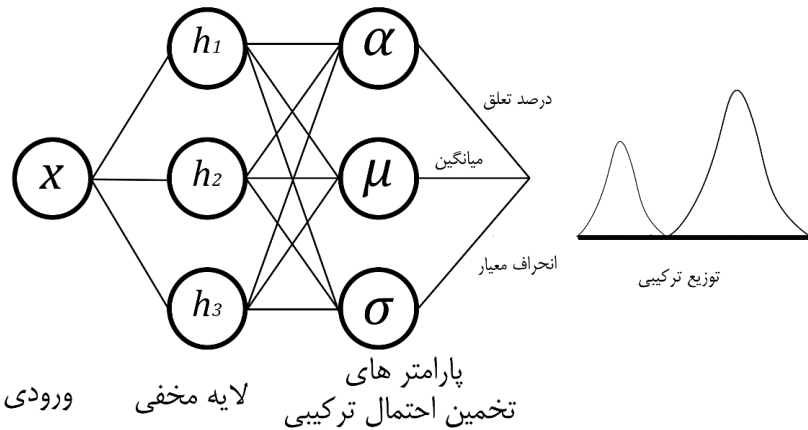 x
h1
h2
h3
α
μ
σ
درصد تعلق
میانگین
انحراف معیار
توزیع ترکیبی
ورودی
لایه مخفی
پارامتر های
تخمین احتمال ترکیبی